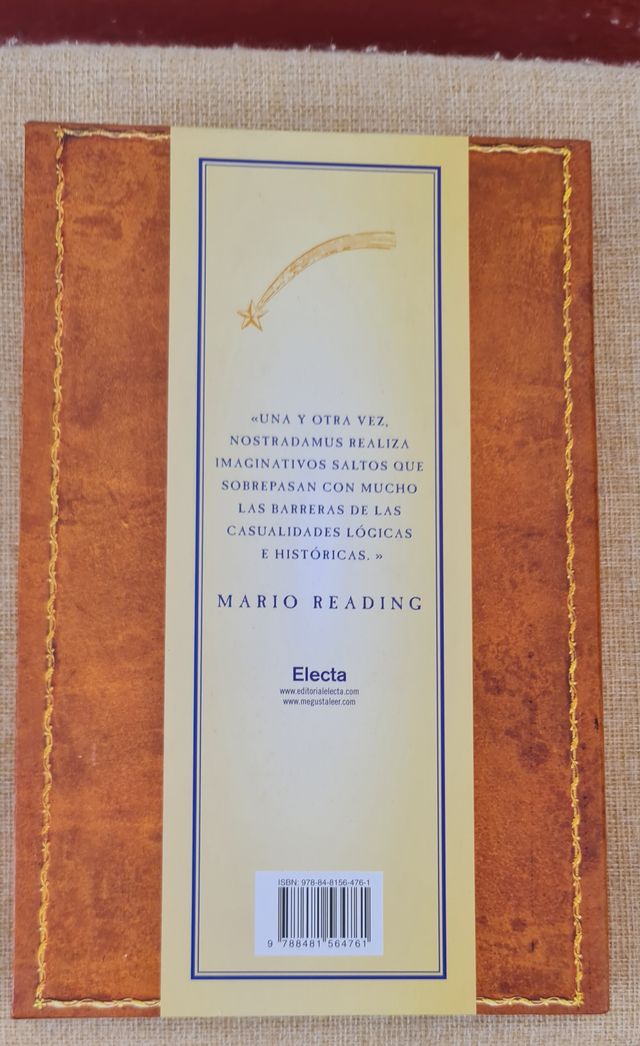 «UNA Y OTRA VEZ,
NOSTRADAMUS REALIZA
IMAGINATIVOS SALTOS QUE
SOBREPASAN CON MUCHO
LAS BARRERAS DE LAS
CASUALIDADES LÓGICAS
E HISTÓRICAS. »
MARIO READING
Electa
www.editorialelecta.com
www.megustaleer.com
ISBN: 978-84-8156-476-1
9 788481 564761